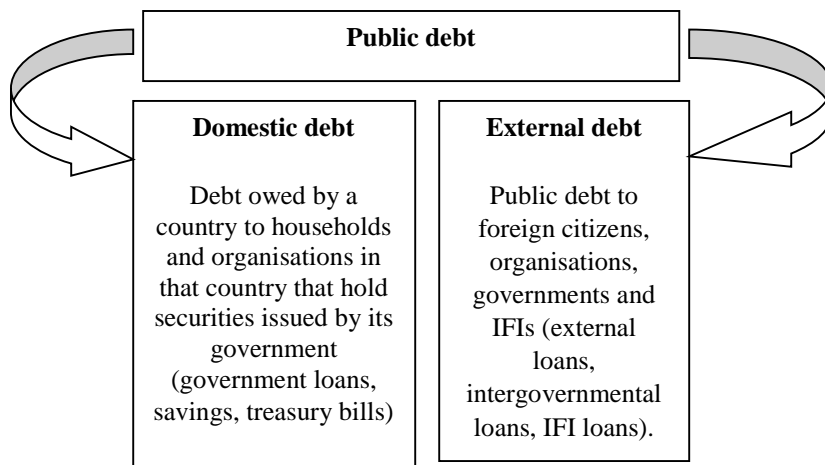 Public debt
Domestic debt
Debt owed by a
country to households
and organisations in
that country that hold
securities issued by its
government
(government loans,
savings, treasury bills)
External debt
Public debt to
foreign citizens,
organisations,
governments and
IFIs (external
loans,
intergovernmental
loans, IFI loans).